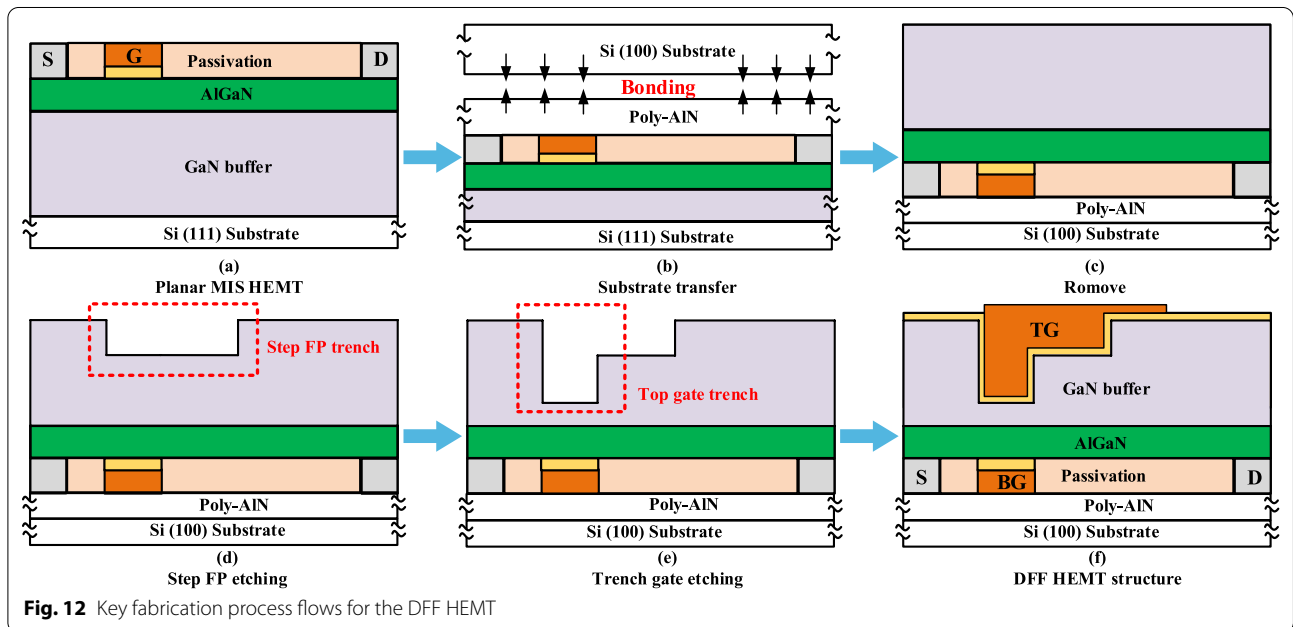 S
G
Passivation
D
AlGaN
GaN buffer
Si (111) Substrate
(a)
Planar MIS HEMT
Si (100) Substrate
Bonding
Poly-AlN
Si (111) Substrate
(b)
Substrate transfer
Poly-AlN
Si (100) Substrate
(c)
Romove
Step FP trench
Poly-AlN
Si (100) Substrate
(d)
Step FP etching
Top gate trench
Poly-AlN
Si (100) Substrate
(e)
Trench gate etching
TG
GaN buffer
AlGaN
S
BG
Passivation
D
Poly-AlN
Si (100) Substrate
(f)
DFF HEMT structure
Fig. 12 Key fabrication process flows for the DFF HEMT